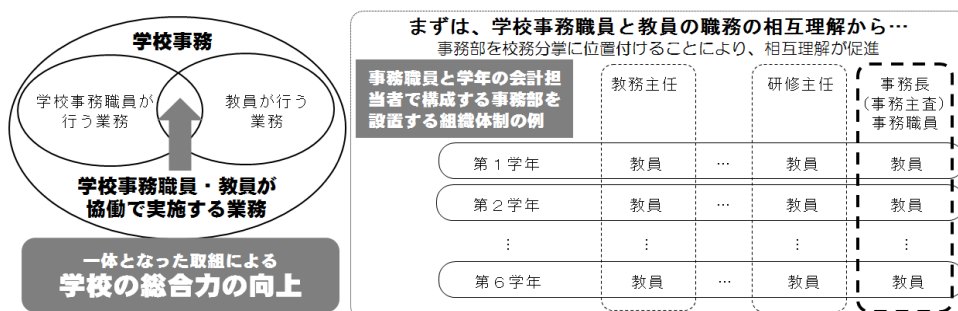 学校事務
学校事務職員が
行う業務
教員が行う
業務
学校事務職員・教員が
協働で実施する業務
一体となった取組による
学校の総合力の向上
まずは、学校事務職員と教員の職務の相互理解から…
事務部を校務分掌に位置付けることにより、相互理解が促進
事務職員と学年の会計担
当者で構成する事務部を
設置する組織体制の例
教務主任
研修主任
事務長
（事務主査）
事務職員
第１学年 教員 … 教員 教員
第２学年 教員 … 教員 教員
⋮ ⋮ ⋮ ⋮
第６学年 教員 … 教員 教員